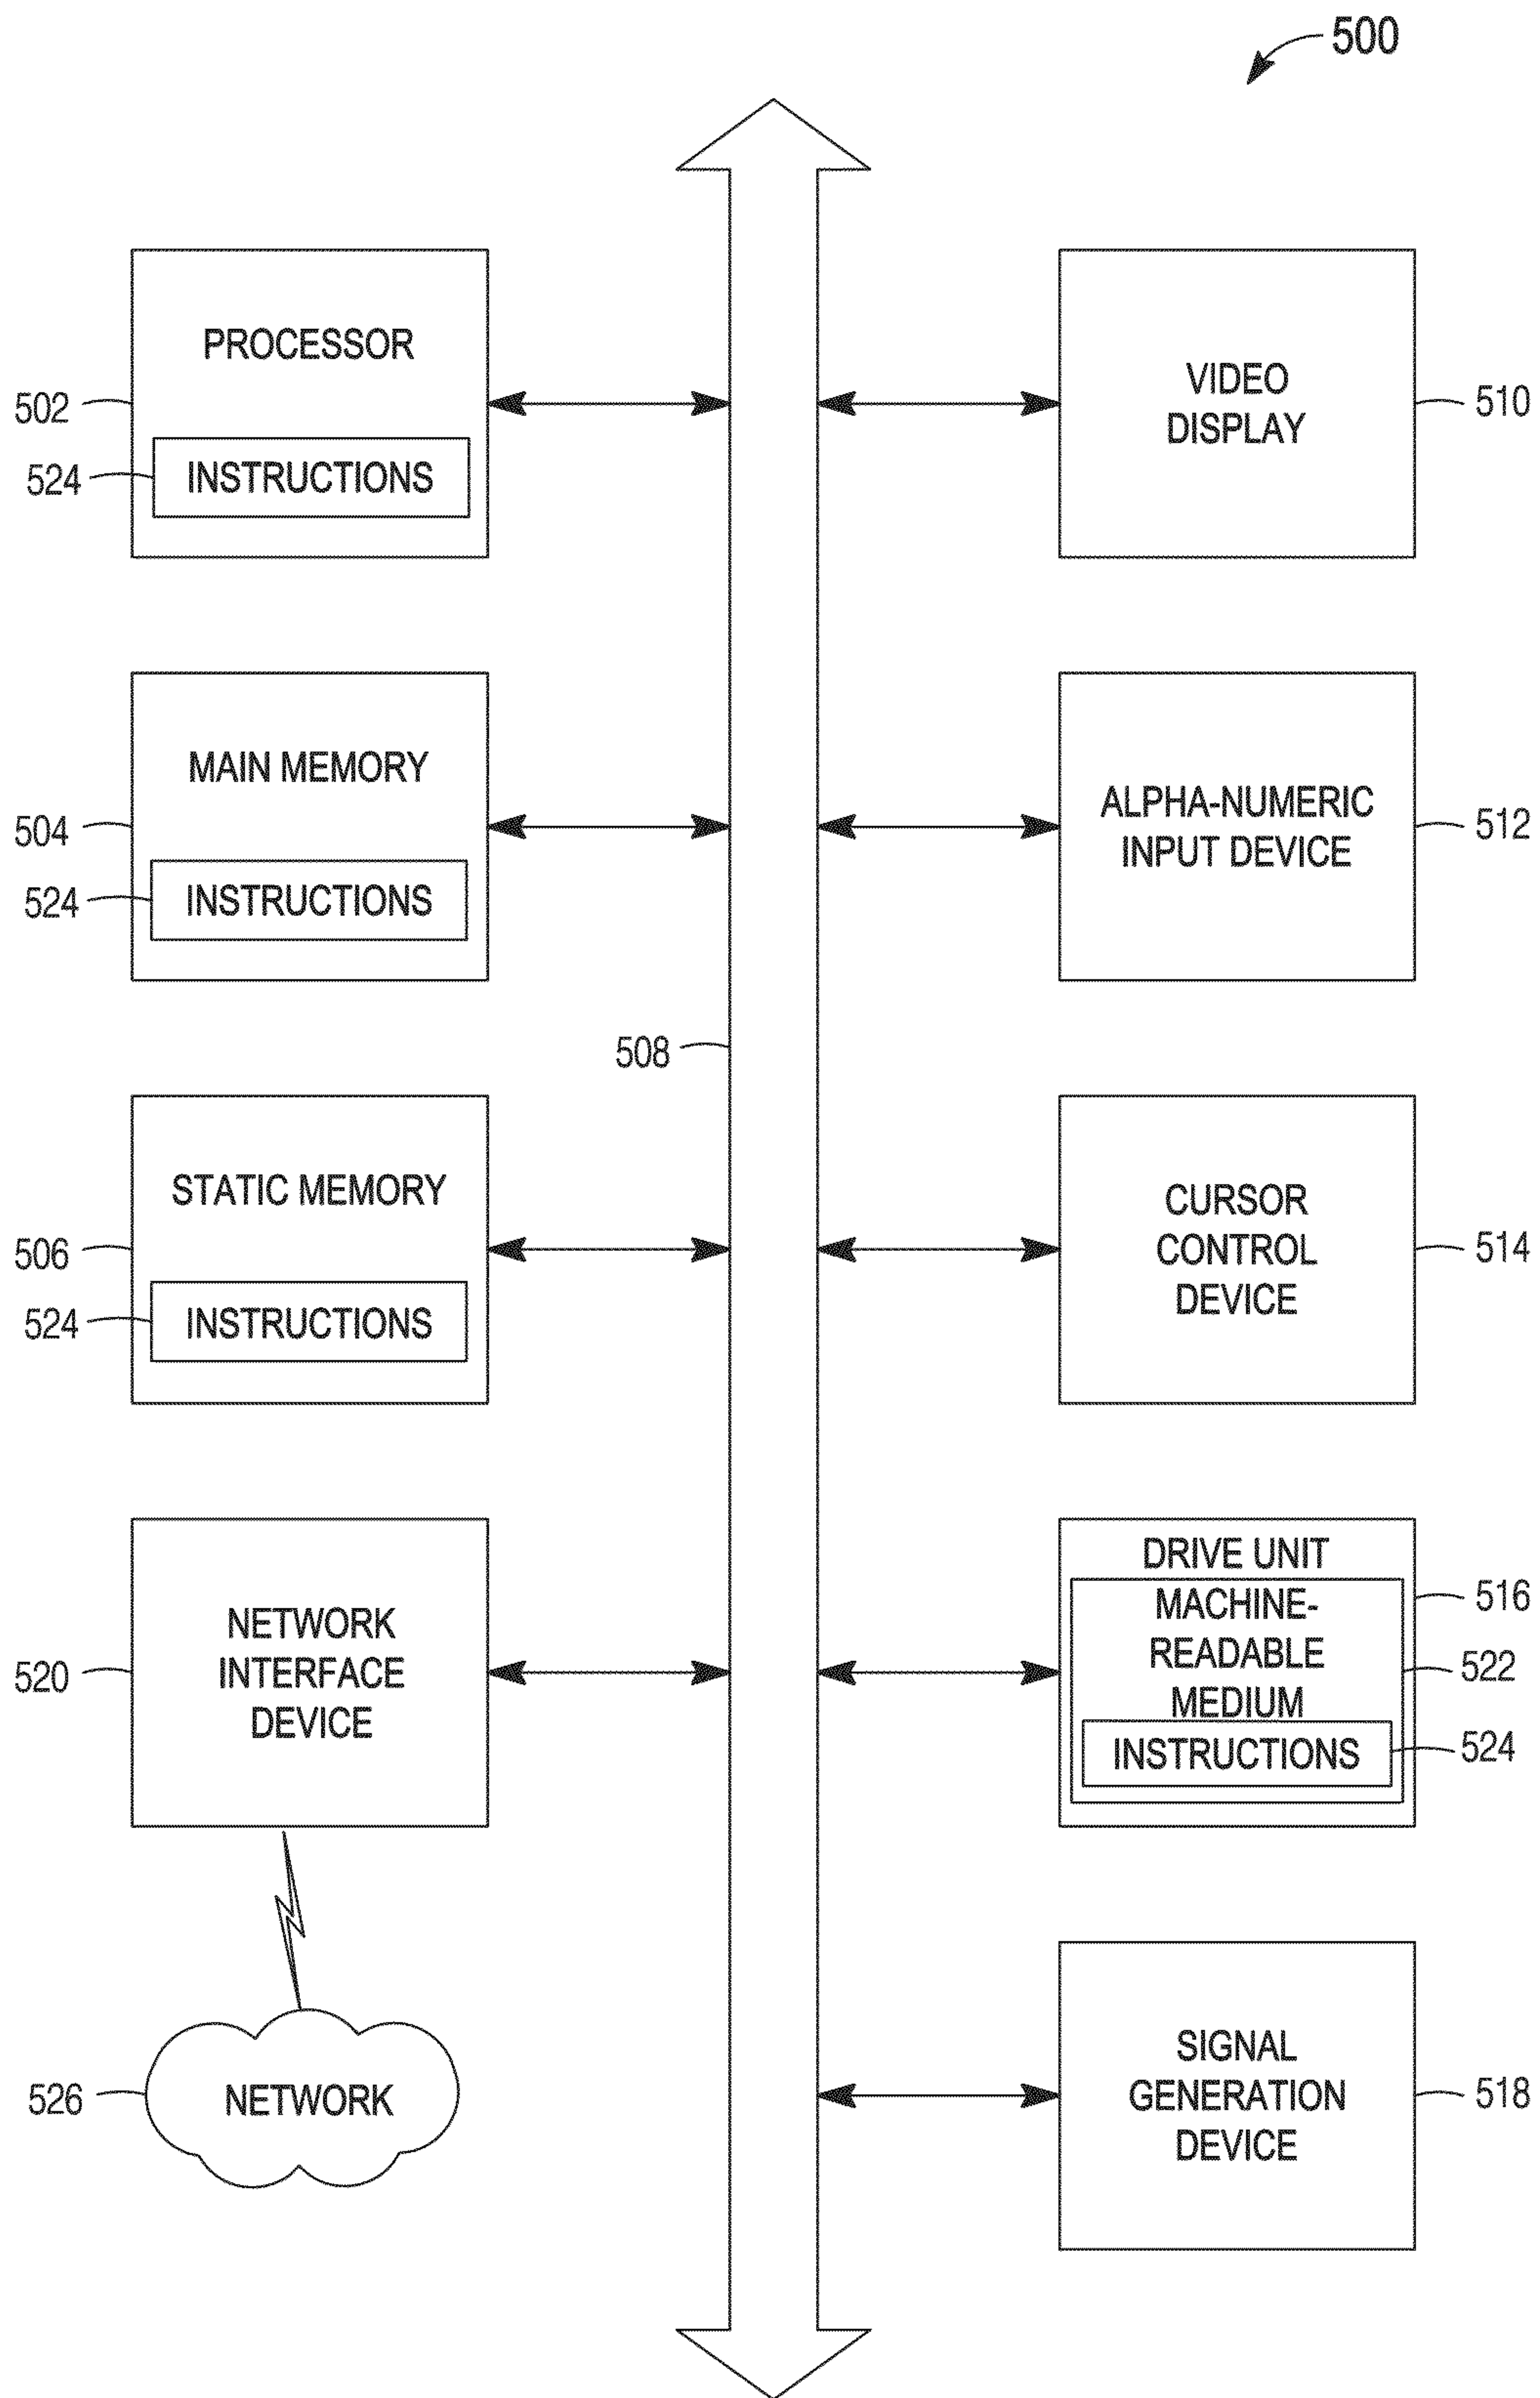 500
PROCESSOR
502
524
INSTRUCTIONS
VIDEO
DISPLAY
510
MAIN MEMORY
504
524
INSTRUCTIONS
ALPHA-NUMERIC
INPUT DEVICE
512
508
STATIC MEMORY
506
524
INSTRUCTIONS
CURSOR
CONTROL
DEVICE
514
NETWORK
INTERFACE
DEVICE
520
DRIVE UNIT
516
MACHINE-
READABLE
MEDIUM
522
INSTRUCTIONS
524
526
NETWORK
SIGNAL
GENERATION
DEVICE
518